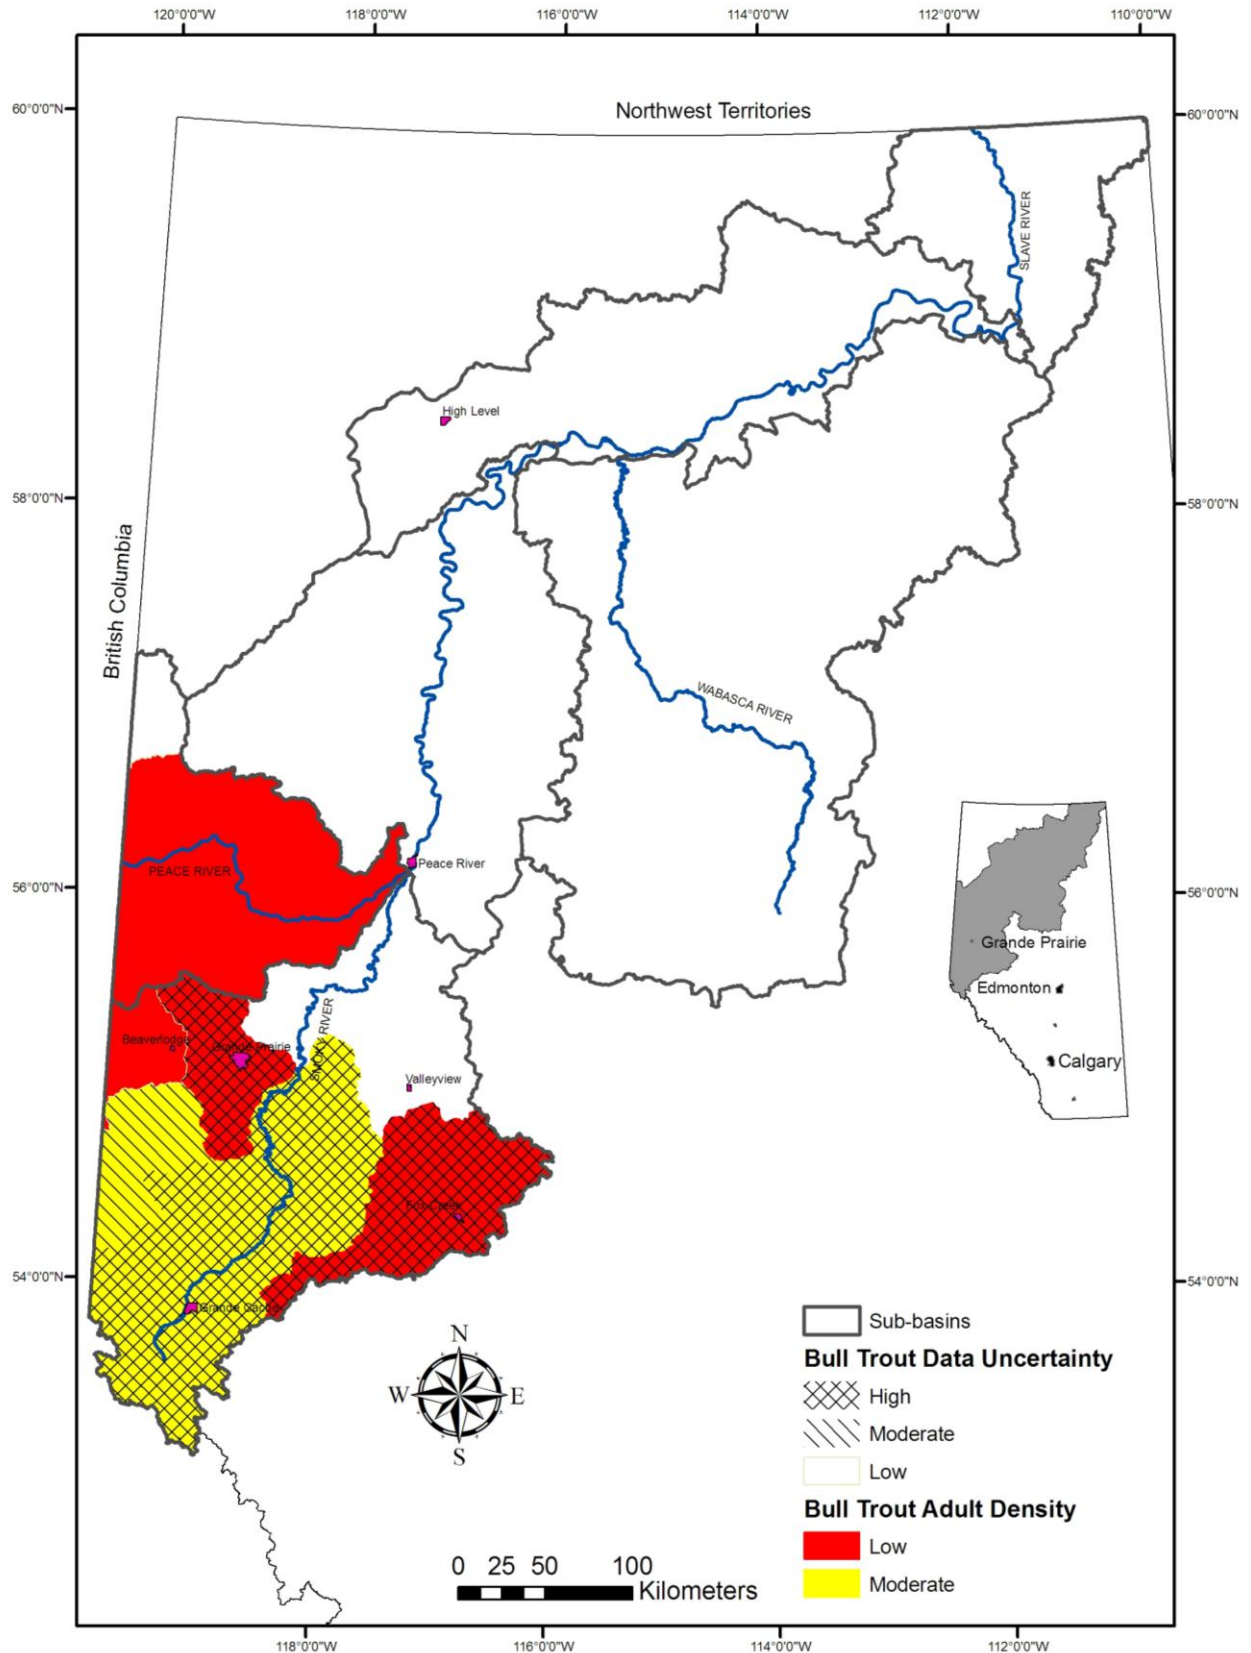 120°0'0"W 118°0'0"W 116°0'0"W 114°0'0"W 112°0'0"W 110°0'0"W
60°0'0"N
60°0'0"N
Northwest Territories
SLAVE RIVER
High Level
58°0'0"N
58°0'0"N
British Columbia
WABASCA RIVER
Peace River
PEACE RIVER
56°0'0"N
56°0'0"N
Grande Prairie
Edmonton
Calgary
SMOKY RIVER
Beaverlodge
Grande Prairie
Valleyview
Fox Creek
54°0'0"N
54°0'0"N
Grande Cache
N
W E
S
Sub-basins
Bull Trout Data Uncertainty
High
Moderate
Low
Bull Trout Adult Density
Low
Moderate
0 25 50 100
Kilometers
118°0'0"W 116°0'0"W 114°0'0"W 112°0'0"W